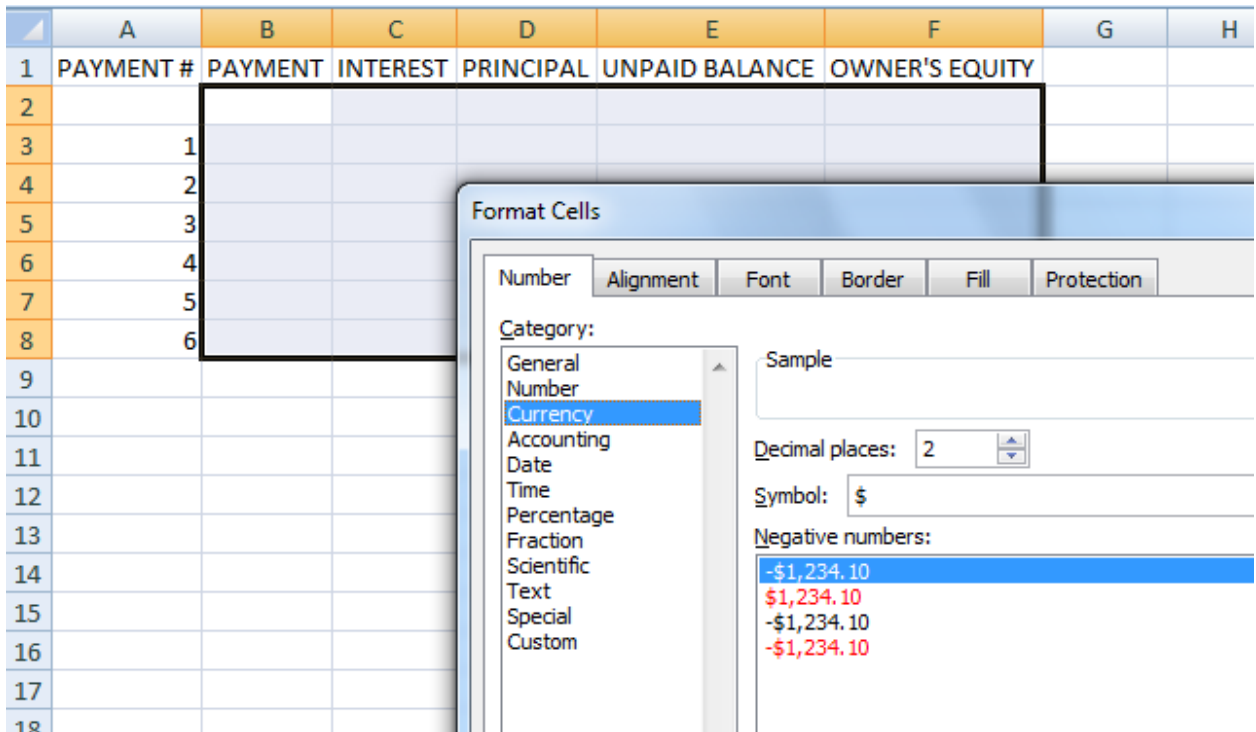 A B C D E F G H
1 PAYMENT # PAYMENT INTEREST PRINCIPAL UNPAID BALANCE OWNER'S EQUITY
2
3 1
4 2
5 3
6 4
7 5
8 6
9
10
11
12
13
14
15
16
17
18
Format Cells
Number Alignment Font Border Fill Protection
Category:
General
Number
Currency
Accounting
Date
Time
Percentage
Fraction
Scientific
Text
Special
Custom
Sample
Decimal places: 2
Symbol: $
Negative numbers:
-$1,234.10
$1,234.10
-$1,234.10
-$1,234.10